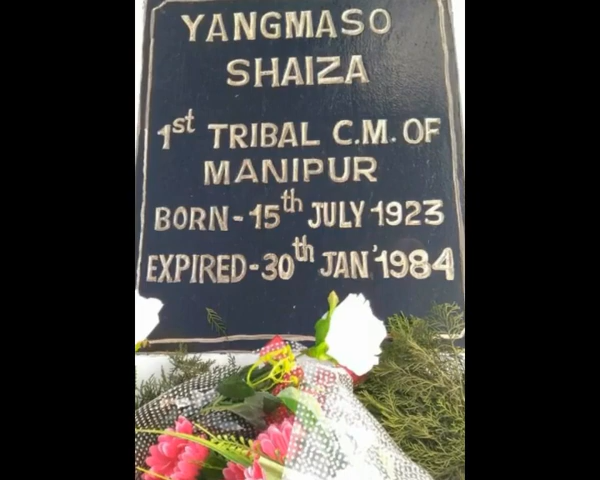 YANGMASO
SHAIZA
1st TRIBAL C.M. OF
MANIPUR
BORN - 15th JULY 1923
EXPIRED - 30th JAN' 1984